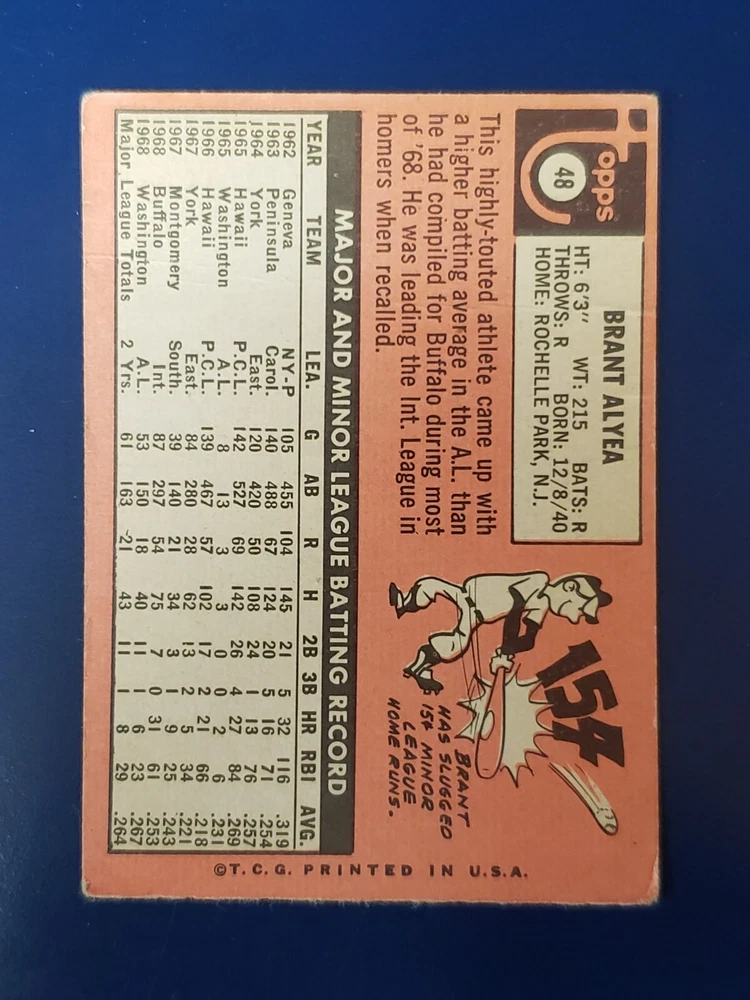 topps
48
BRANT ALYEA
HT: 6'3" WT: 215 BATS: R
THROWS: R BORN: 12/8/40
HOME: ROCHELLE PARK, N.J.
This highly-touted athlete came up with
a higher batting average in the A.L. than
he had compiled for Buffalo during most
of '68. He was leading the Int. League in
homers when recalled.
154
BRANT
HAS SLUGGED
154 MINOR
LEAGUE
HOME RUNS.
MAJOR AND MINOR LEAGUE BATTING RECORD
YEAR TEAM LEA. G AB R H 2B 3B HR RBI AVG.
1962 Geneva NY-P 105 455 104 145 21 5 32 116 .319
1963 Peninsula Carol. 140 488 67 124 20 5 16 71 .254
1964 York East. 120 420 50 108 24 1 13 76 .257
1965 Hawaii P.C.L. 142 527 69 142 26 4 27 84 .269
1965 Washington A.L. 8 13 3 3 0 0 2 6 .231
1966 Hawaii P.C.L. 139 467 57 102 17 2 21 66 .218
1967 York East. 84 280 28 62 13 2 5 34 .221
1967 Montgomery South. 39 140 21 34 3 1 9 25 .243
1968 Buffalo Int. 87 297 54 75 7 0 31 61 .253
1968 Washington A.L. 53 150 18 40 11 1 6 23 .267
Major League Totals 2 Yrs. 61 163 21 43 11 1 8 29 .264
©T.C.G. PRINTED IN U.S.A.